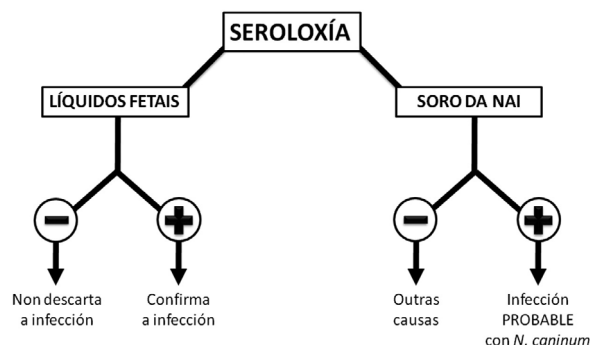 SEROLOXÍA
LÍQUIDOS FETAIS
SORO DA NAI
Non descarta
a infección
Confirma
a infección
Outras
causas
Infección
PROBABLE
con N. caninum